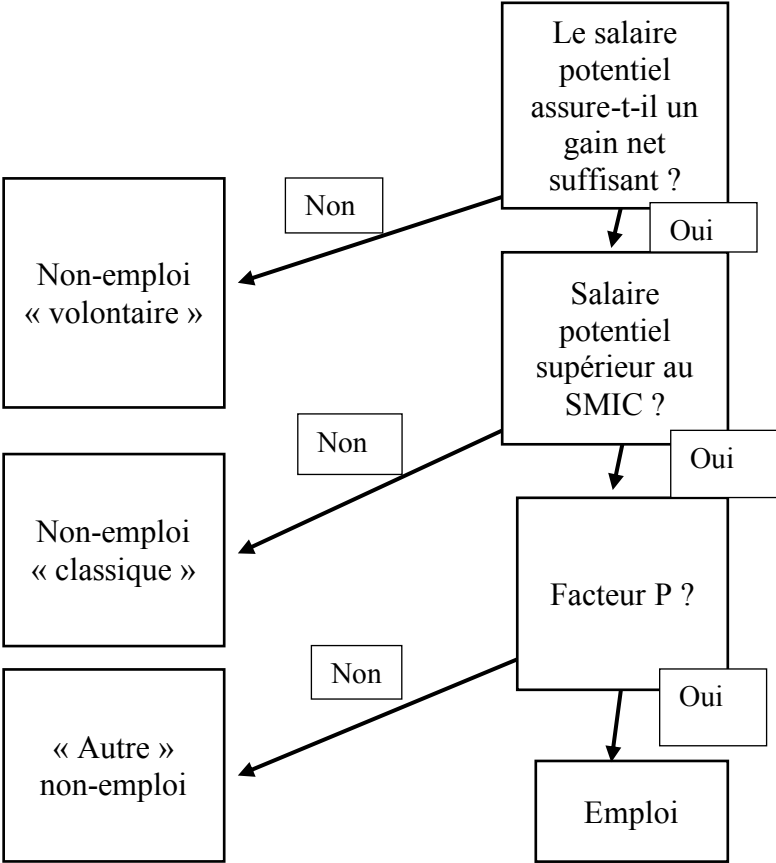 Le salaire
potentiel
assure-t-il un
gain net
suffisant ?
Non
Oui
Non-emploi
« volontaire »
Salaire
potentiel
supérieur au
SMIC ?
Non
Oui
Non-emploi
« classique »
Facteur P ?
Non
Oui
« Autre »
non-emploi
Emploi